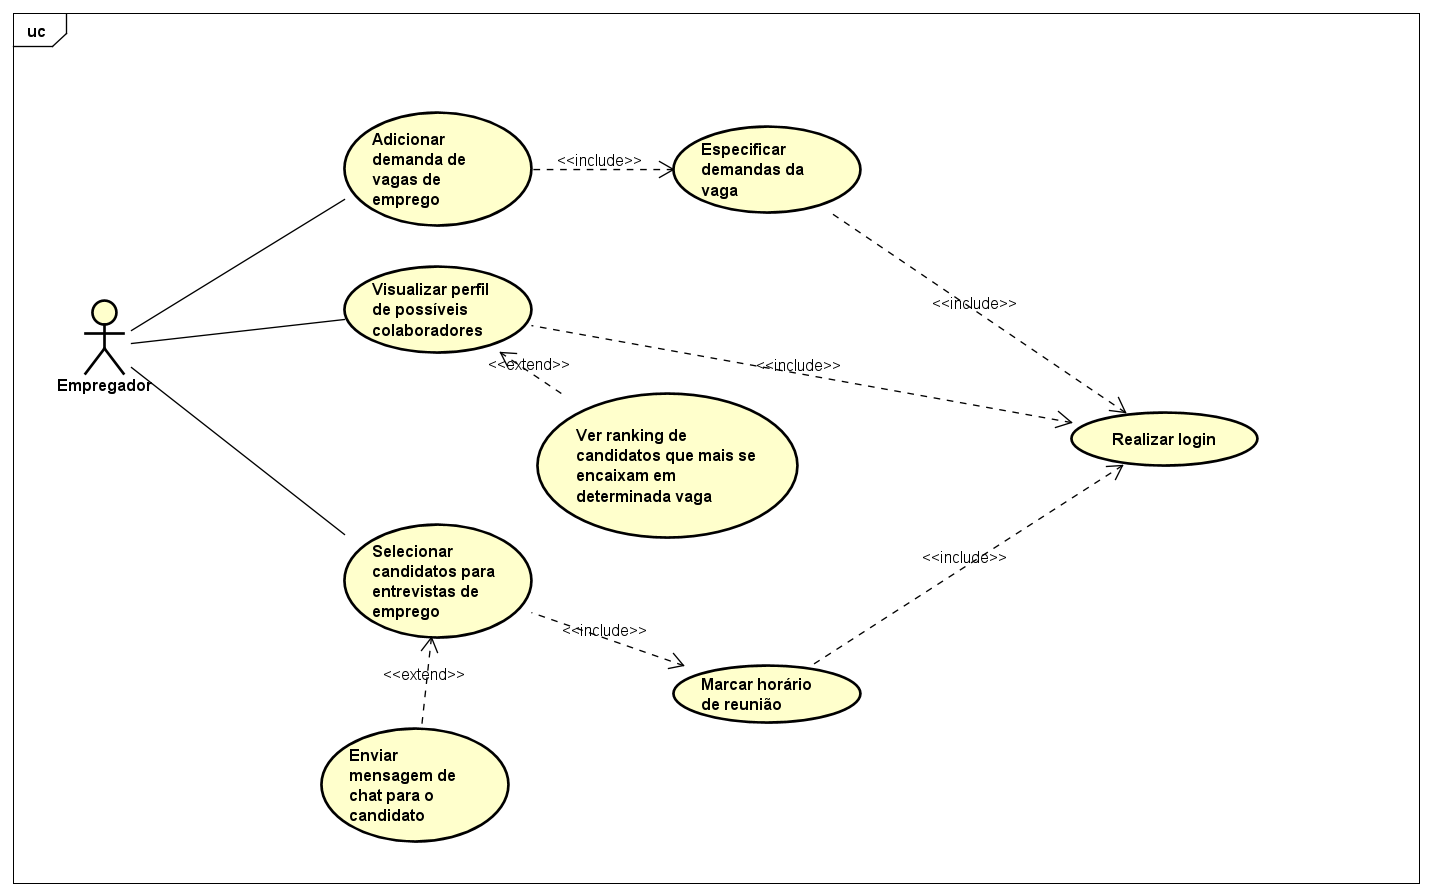 uc
Adicionar
demanda de
vagas de
emprego
<<include>>
Especificar
demandas da
vaga
<<include>>
Visualizar perfil
de possíveis
colaboradores
<<include>>
<<extend>>
Empregador
Ver ranking de
candidatos que mais se
encaixam em
determinada vaga
Realizar login
Selecionar
candidatos para
entrevistas de
emprego
<<include>>
<<include>>
<<extend>>
Marcar horário
de reunião
Enviar
mensagem de
chat para o
candidato